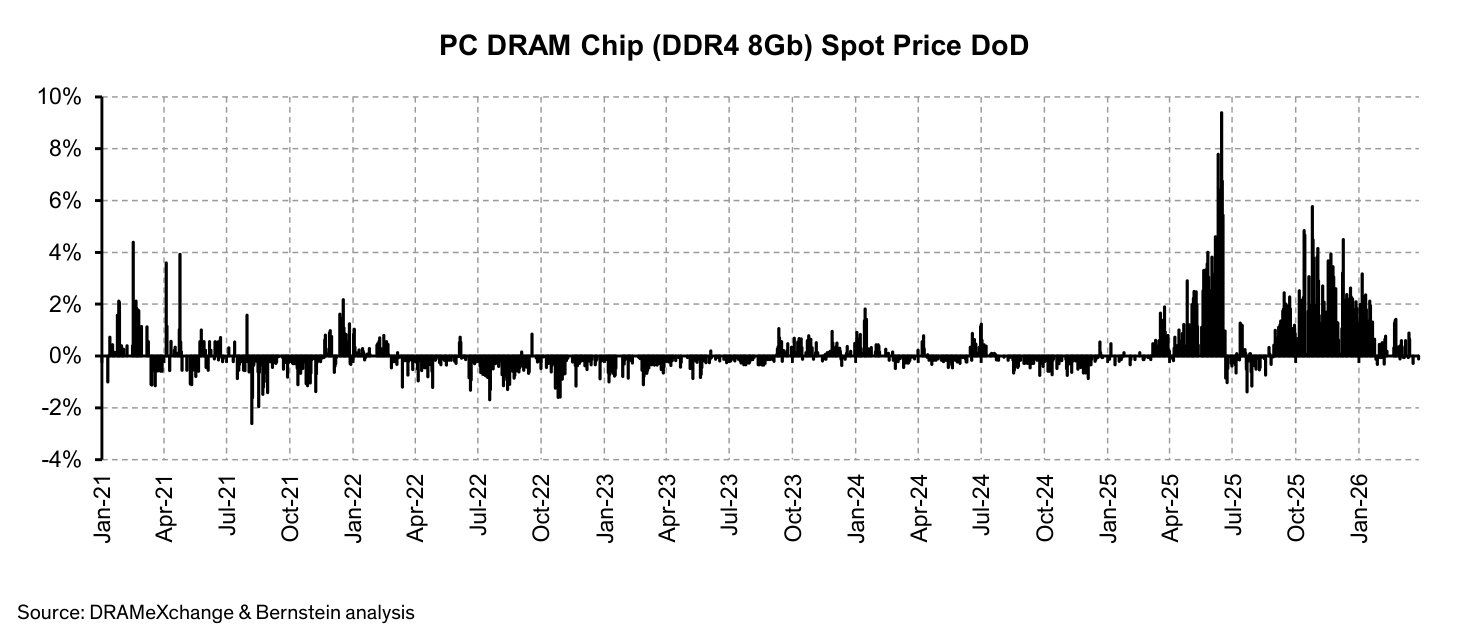 PC DRAM Chip (DDR4 8Gb) Spot Price DoD
10%
8%
6%
4%
2%
0%
-2%
-4%
Jan-21
Apr-21
Jul-21
Oct-21
Jan-22
Apr-22
Jul-22
Oct-22
Jan-23
Apr-23
Jul-23
Oct-23
Jan-24
Apr-24
Jul-24
Oct-24
Jan-25
Apr-25
Jul-25
Oct-25
Jan-26
Source: DRAMeXchange & Bernstein analysis